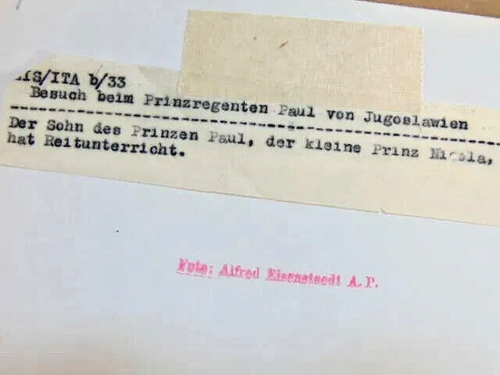 IS/ITA b/33
Besuch beim Prinzregenten Paul von Jugoslawien
Der Sohn des Prinzen Paul, der kleine Prinz Nicola,
hat Reitunterricht.
Foto: Alfred Eisenstaedt A.P.